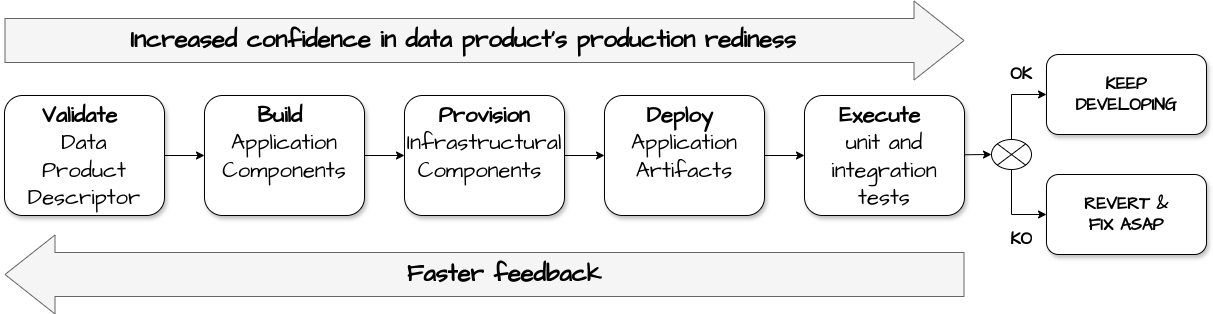 Increased confidence in data product's production rediness
Validate
Data
Product
Descriptor
Build
Application
Components
Provision
Infrastructural
Components
Deploy
Application
Artifacts
Execute
unit and
integration
tests
OK
KEEP
DEVELOPING
KO
REVERT &
FIX ASAP
Faster feedback